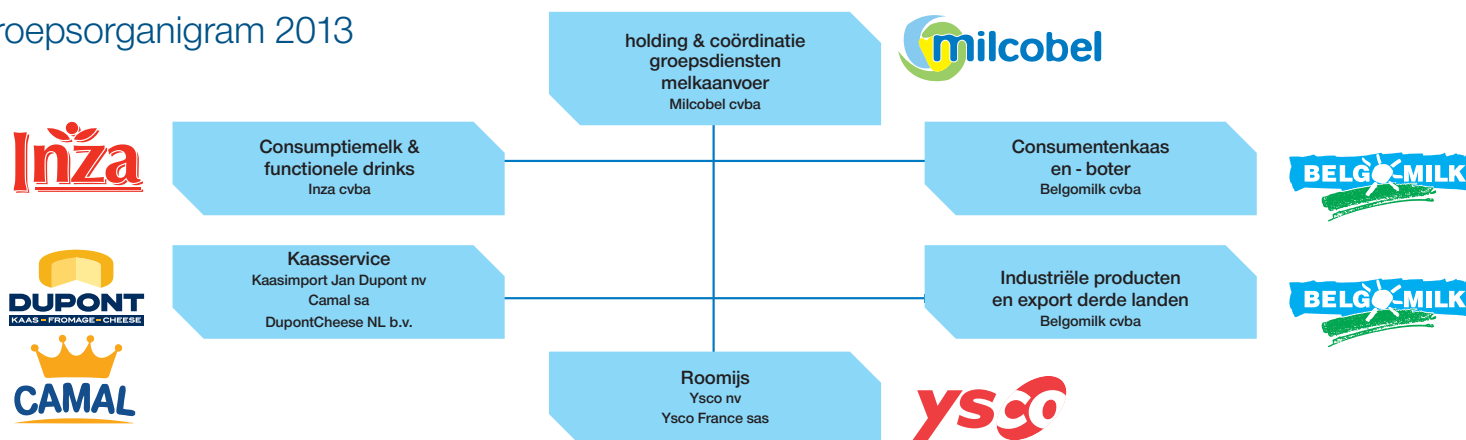 roepsorganigram 2013
holding & coördinatie
groepsdiensten
melkaanvoer
Milcobel cvba
milcobel
Inza
Consumptiemelk &
functionele drinks
Inza cvba
Consumentenkaas
en - boter
Belgomilk cvba
BELGOMILK
DUPONT
KAAS – FROMAGE – CHEESE
CAMAL
Kaasservice
Kaasimport Jan Dupont nv
Camal sa
DupontCheese NL b.v.
Industriële producten
en export derde landen
Belgomilk cvba
BELGOMILK
Roomijs
Ysco nv
Ysco France sas
ysco